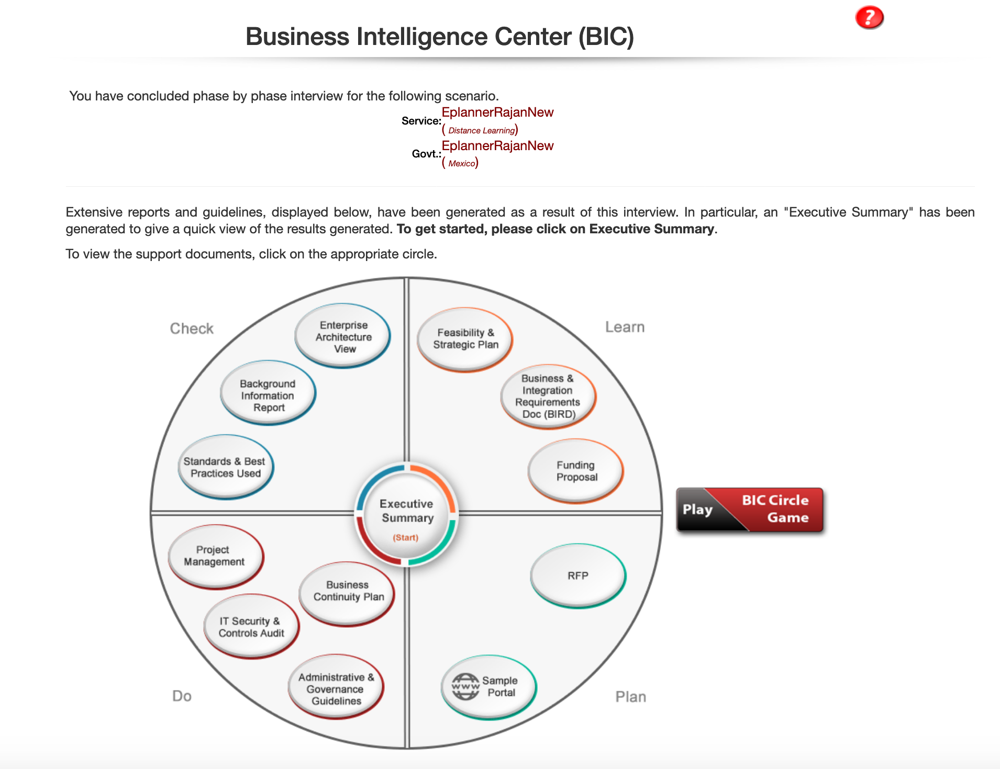 ?
Business Intelligence Center (BIC)
You have concluded phase by phase interview for the following scenario.
Service: EplannerRajanNew
( Distance Learning)
Govt.: EplannerRajanNew
( Mexico)
Extensive reports and guidelines, displayed below, have been generated as a result of this interview. In particular, an "Executive Summary" has been
generated to give a quick view of the results generated. To get started, please click on Executive Summary.
To view the support documents, click on the appropriate circle.
Check
Enterprise
Architecture
View
Background
Information
Report
Standards & Best
Practices Used
Learn
Feasibility &
Strategic Plan
Business &
Integration
Requirements
Doc (BIRD)
Funding
Proposal
Executive
Summary
(Start)
Play
BIC Circle
Game
Project
Management
Business
Continuity Plan
IT Security &
Controls Audit
Administrative &
Governance
Guidelines
Do
RFP
www
Sample
Portal
Plan